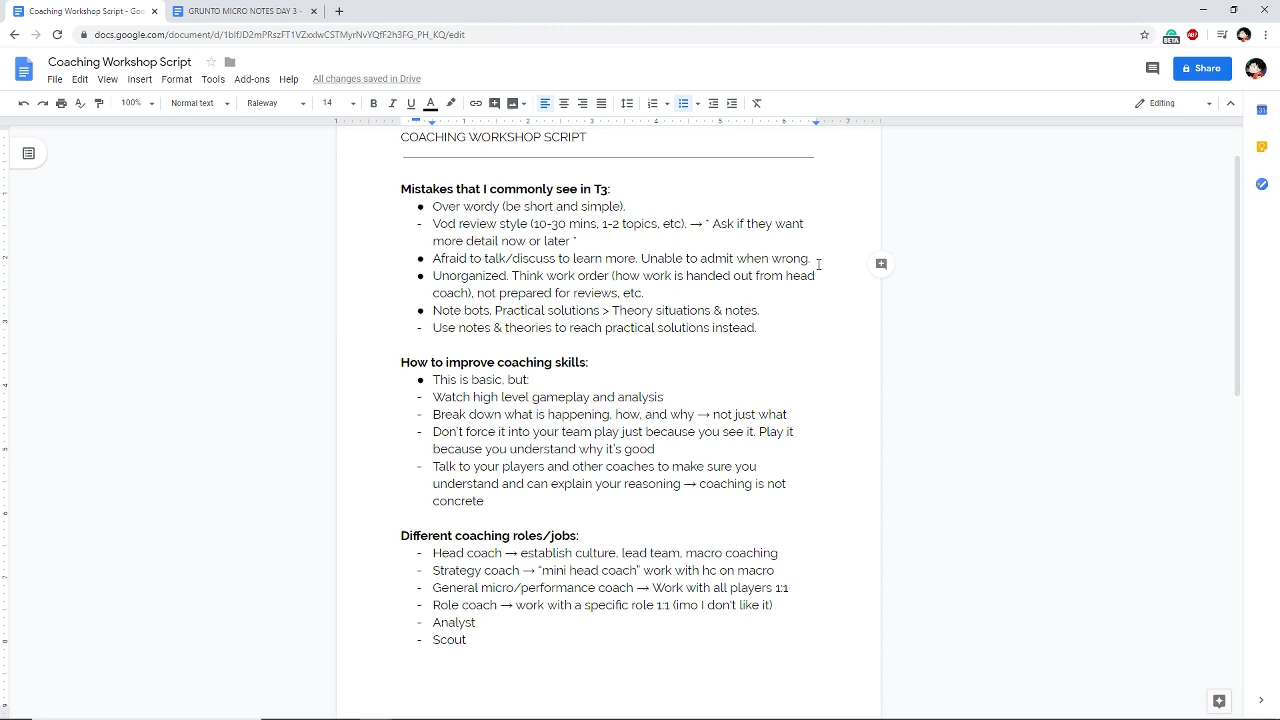 Coaching Workshop Script - Goo
GRUNTO MICRO NOTES DAY 3 -
docs.google.com/document/d/1blfJD2mPRszFT1VZxxlwCSTMyrNvYQfF2h3FG_PH_KQ/edit
BETA
Coaching Workshop Script
File Edit View Insert Format Tools Add-ons Help All changes saved in Drive
Share
100% Normal text Raleway 14 B I U A Editing
1 1 2 3 4 5 6 7
COACHING WORKSHOP SCRIPT
Mistakes that I commonly see in T3:
● Over wordy (be short and simple).
- Vod review style (10-30 mins, 1-2 topics, etc). → * Ask if they want
more detail now or later *
● Afraid to talk/discuss to learn more. Unable to admit when wrong.
● Unorganized. Think work order (how work is handed out from head
coach), not prepared for reviews, etc.
● Note bots. Practical solutions > Theory situations & notes.
- Use notes & theories to reach practical solutions instead.
How to improve coaching skills:
● This is basic, but:
- Watch high level gameplay and analysis
- Break down what is happening, how, and why → not just what
- Don't force it into your team play just because you see it. Play it
because you understand why it's good
- Talk to your players and other coaches to make sure you
understand and can explain your reasoning → coaching is not
concrete
Different coaching roles/jobs:
- Head coach → establish culture, lead team, macro coaching
- Strategy coach → "mini head coach" work with hc on macro
- General micro/performance coach → Work with all players 1:1
- Role coach → work with a specific role 1:1 (imo I don't like it)
- Analyst
- Scout